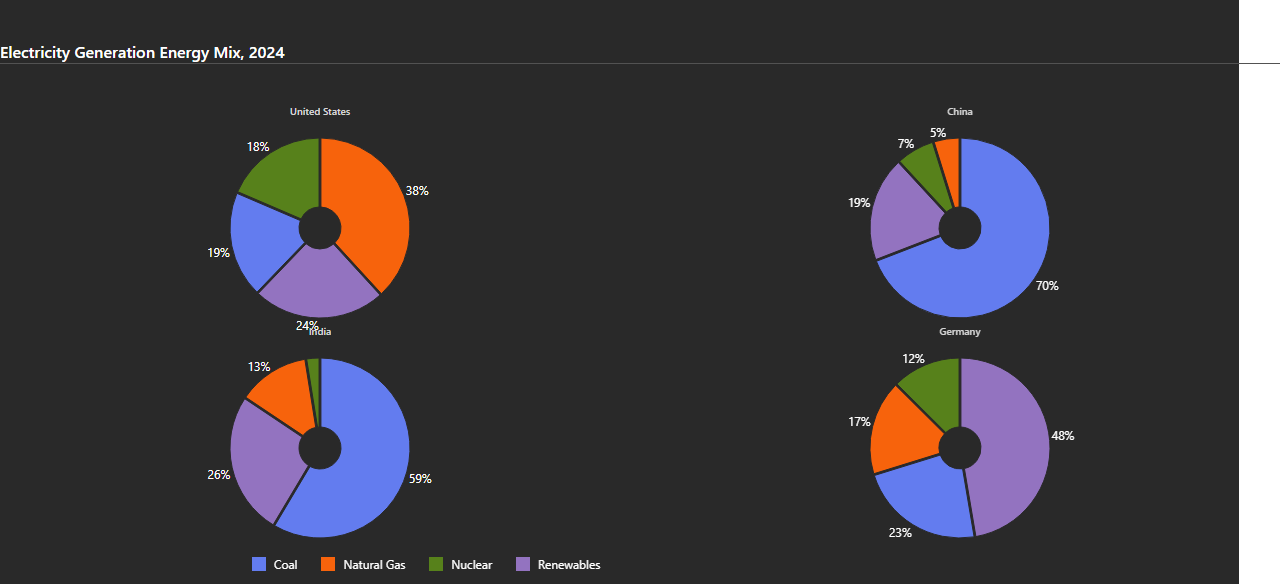 Electricity Generation Energy Mix, 2024
United States
18%
38%
19%
24%
China
5%
7%
19%
70%
India
13%
26%
59%
Germany
12%
17%
48%
23%
Coal Natural Gas Nuclear Renewables